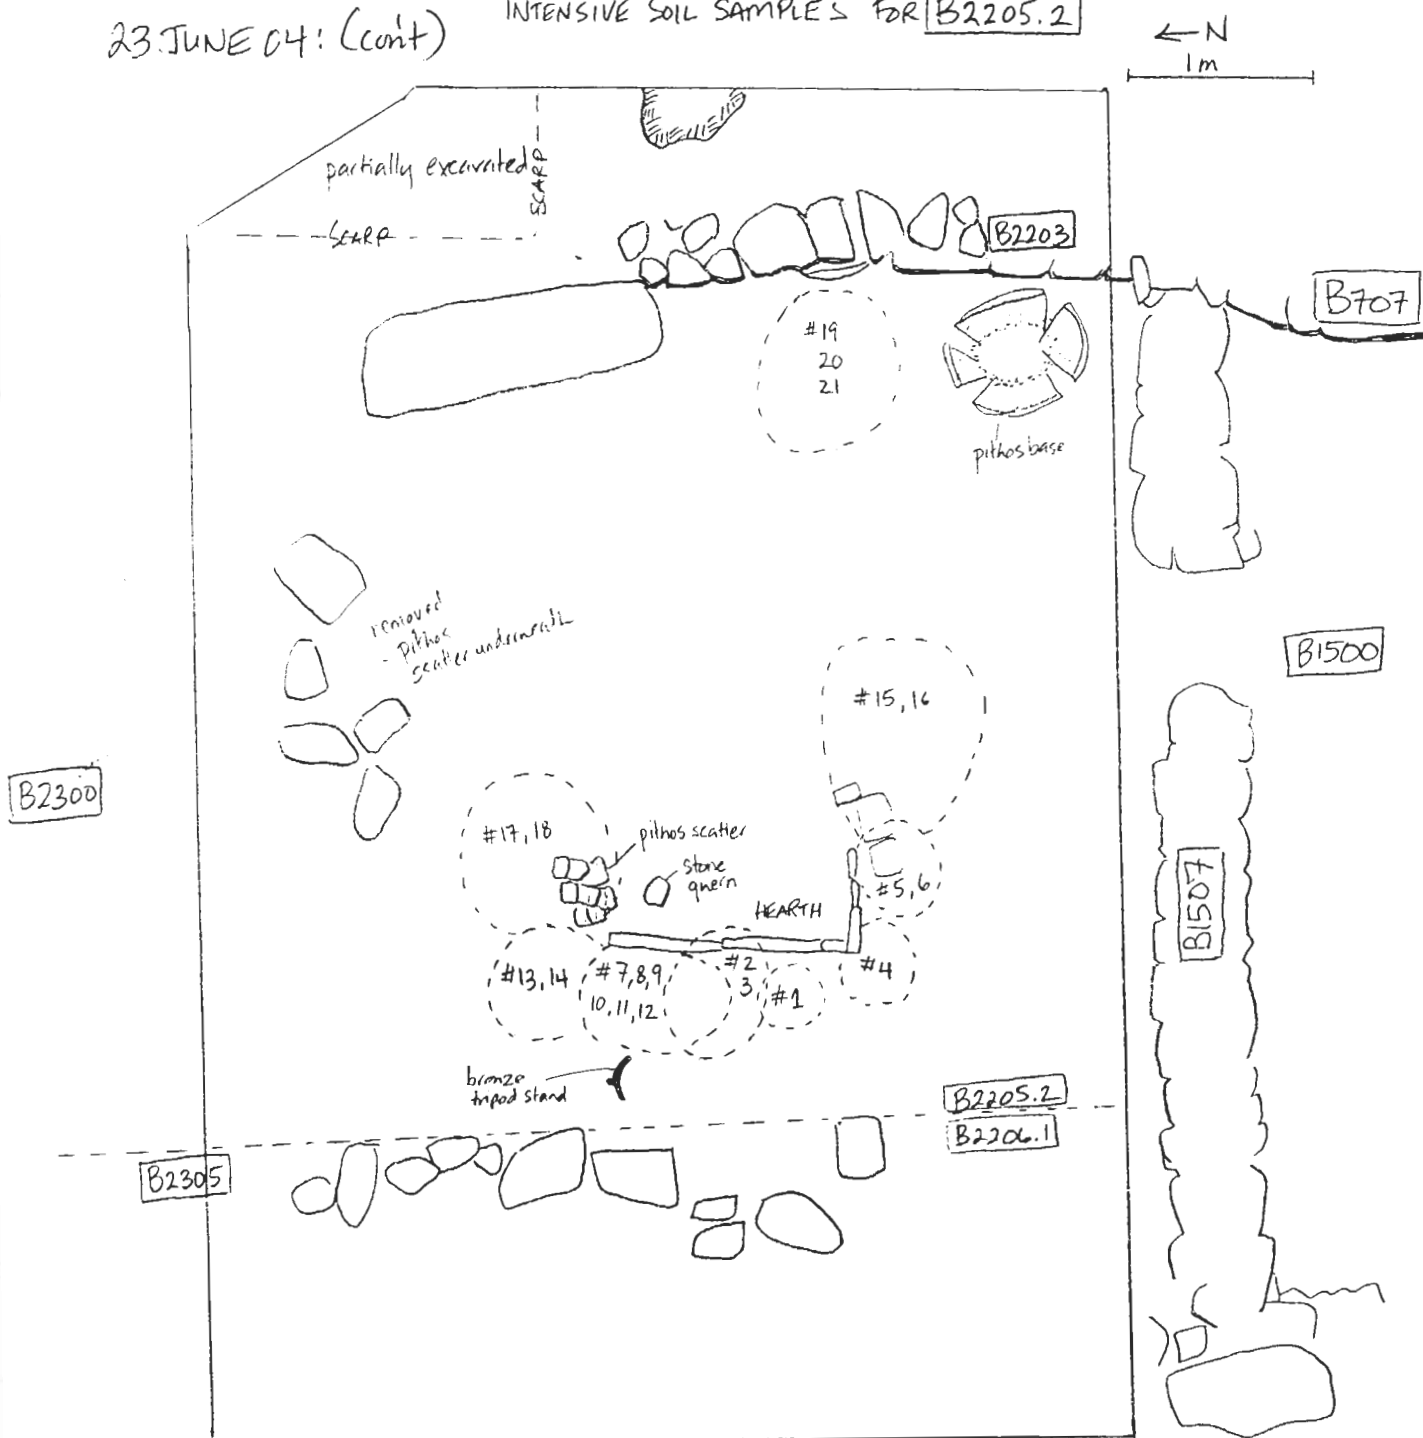 23 JUNE 04: (con't)
INTENSIVE SOIL SAMPLES FOR B2205.2
← N
1m
partially excavated
SCARP
SCARP
B2203
B707
#19
20
21
pithos base
removed
- pithos
scatter underneath
B1500
#15, 16
B2300
#17, 18
pithos scatter
stone
quern
#5, 6
HEARTH
B1507
#13, 14
#7,8,9
10, 11, 12
#2
3
#1
#4
bronze
tripod stand
B2205.2
B2206.1
B2305